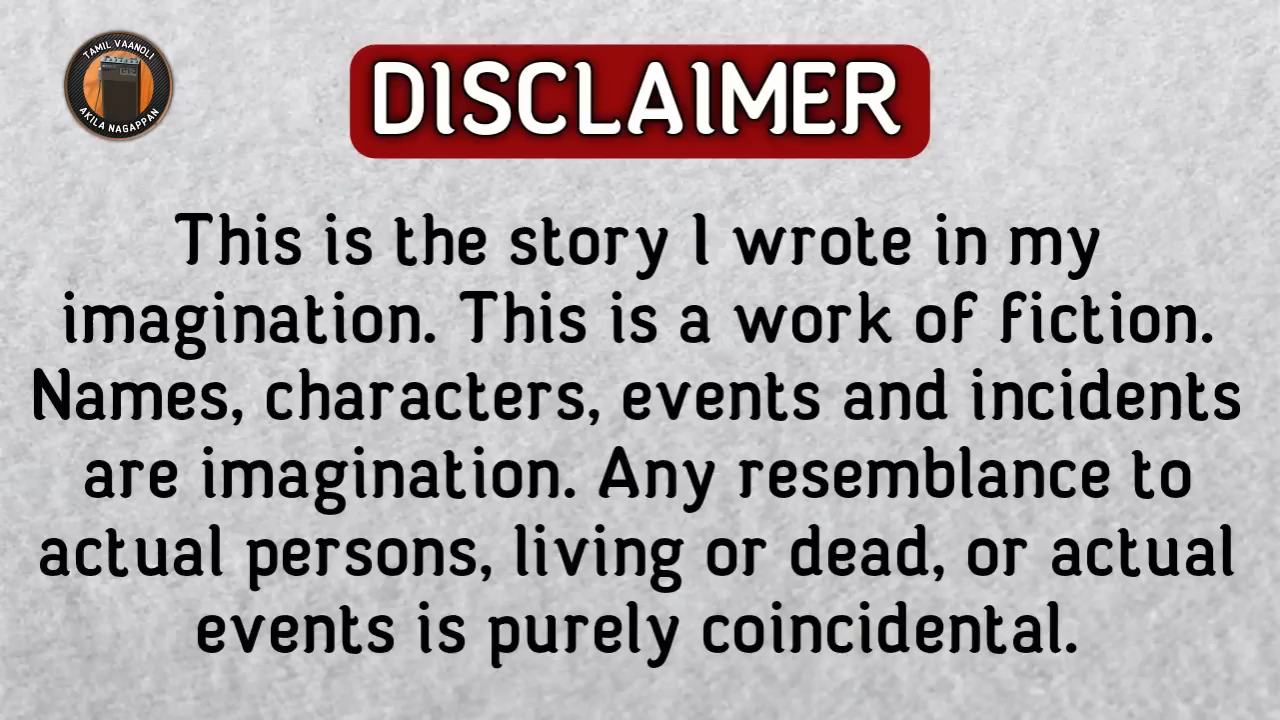 TAMIL VAANOLI
AKILA NAGAPPAN
DISCLAIMER
This is the story I wrote in my
imagination. This is a work of fiction.
Names, characters, events and incidents
are imagination. Any resemblance to
actual persons, living or dead, or actual
events is purely coincidental.